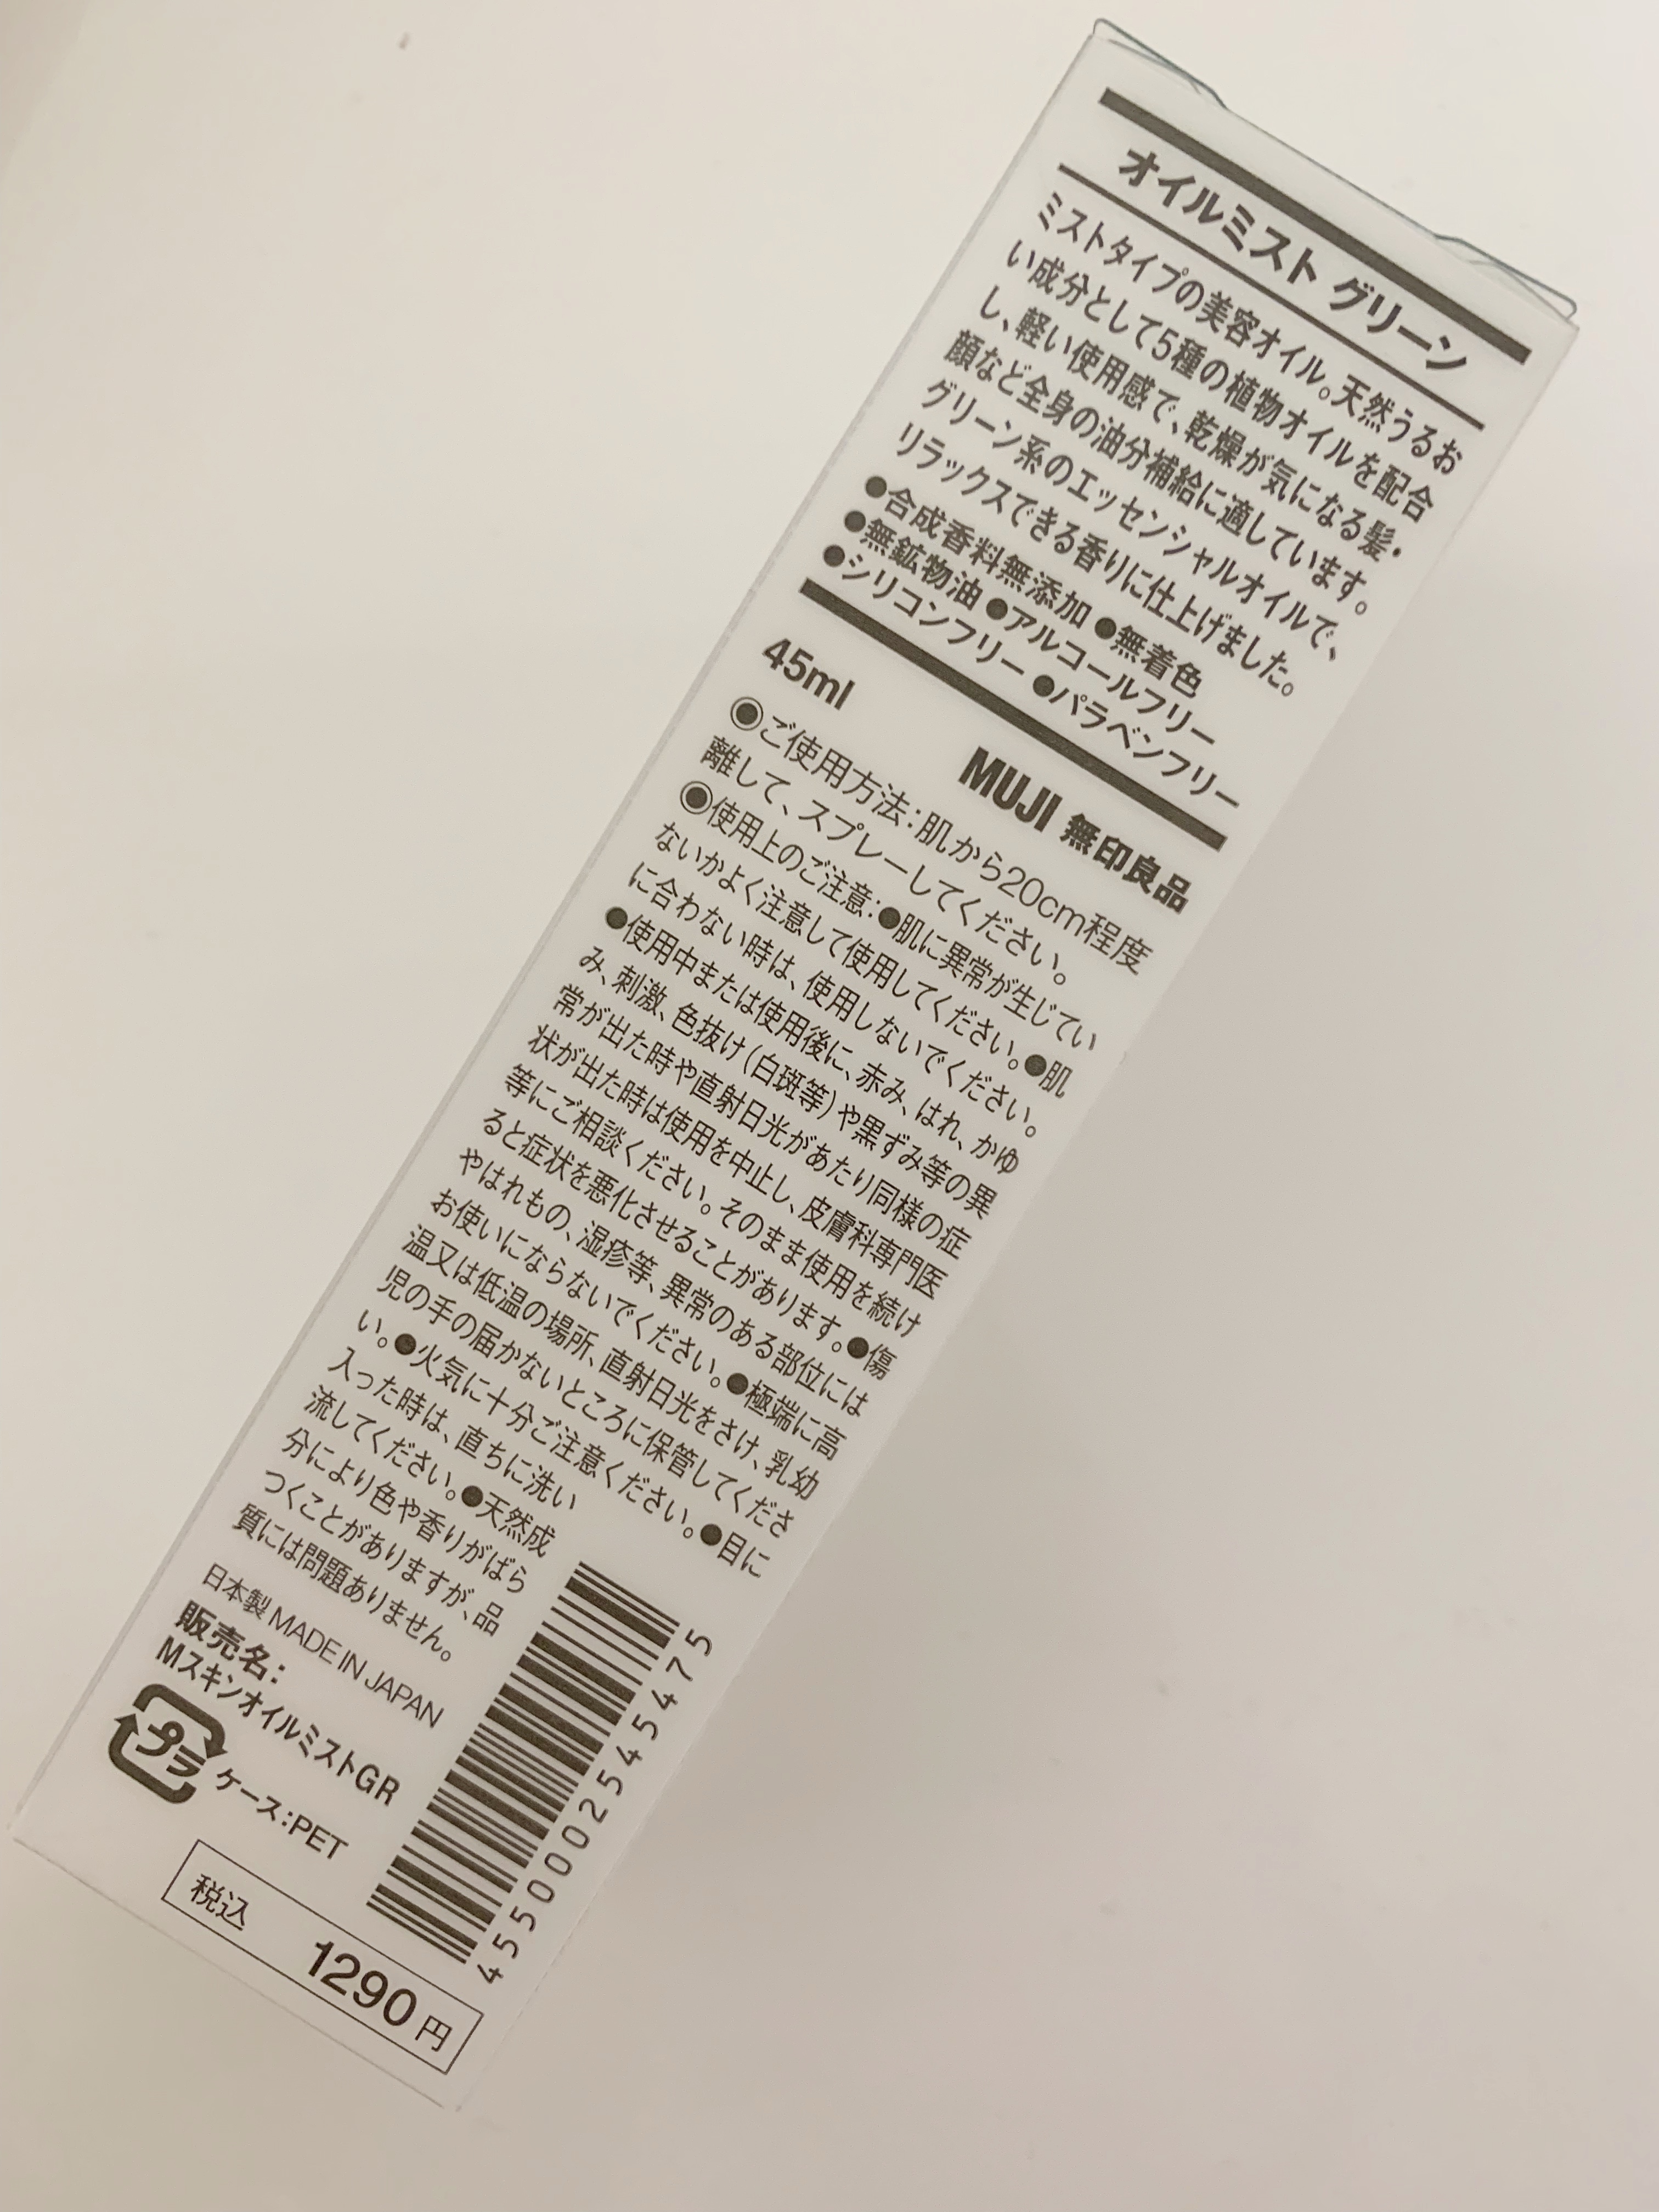 オイルミスト グリーン
ミストタイプの美容オイル。天然うるお
い成分として5種の植物オイルを配合
し、軽い使用感で、乾燥が気になる髪・
顔など全身の油分補給に適しています。
グリーン系のエッセンシャルオイルで、
リラックスできる香りに仕上げました。
●合成香料無添加 ●無着色
●無鉱物油 ●アルコールフリー
●シリコンフリー ●パラベンフリー
45ml
MUJI 無印良品
◉ご使用方法：肌から20cm程度
離して、スプレーしてください。
◉使用上のご注意：●肌に異常が生じてい
ないかよく注意して使用してください。●肌
に合わない時は、使用しないでください。
●使用中または使用後に、赤み、はれ、かゆ
み、刺激、色抜け（白斑等）や黒ずみ等の異
常が出た時や直射日光があたり同様の症
状が出た時は使用を中止し、皮膚科専門医
等にご相談ください。そのまま使用を続け
ると症状を悪化させることがあります。●傷
やはれもの、湿疹等、異常のある部位には
お使いにならないでください。●極端に高
温又は低温の場所、直射日光をさけ、乳幼
児の手の届かないところに保管してくださ
い。●火気に十分ご注意ください。●目に
入った時は、直ちに洗い
流してください。●天然成
分により色や香りがばら
つくことがありますが、品
質には問題ありません。
日本製 MADE IN JAPAN
販売名：
MスキンオイルミストGR
プラ ケース：PET
4550002545475
税込 1290円